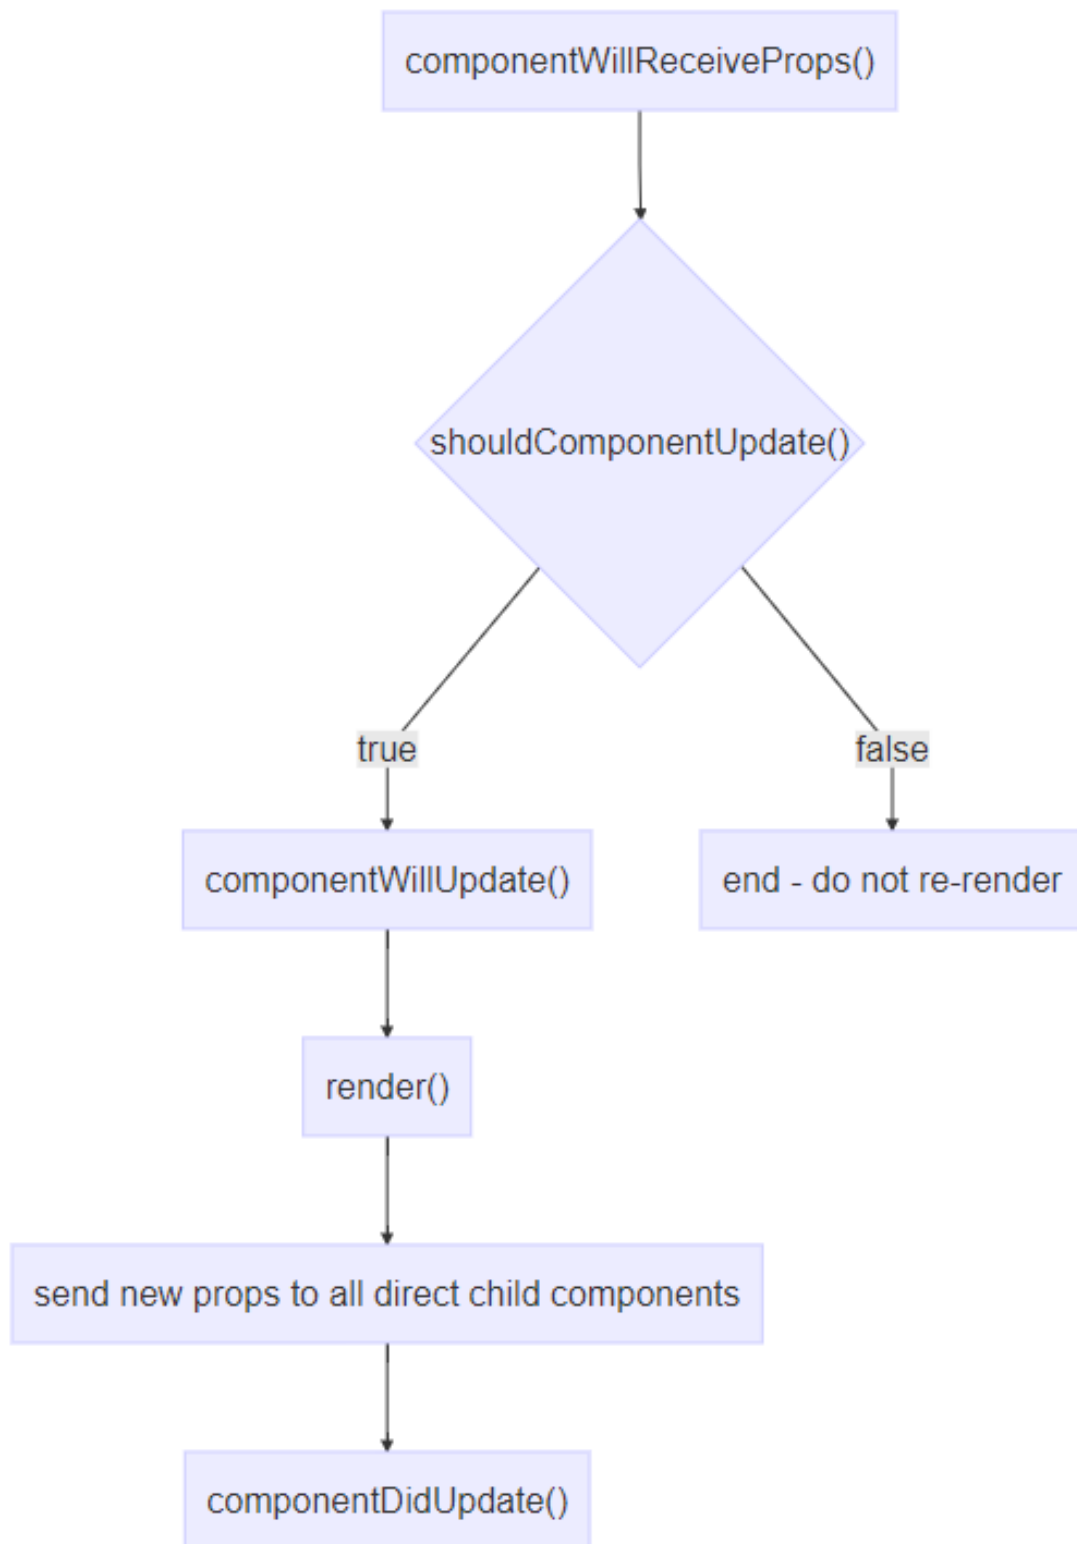 componentWillReceiveProps()
shouldComponentUpdate()
true
false
componentWillUpdate()
end - do not re-render
render()
send new props to all direct child components
componentDidUpdate()